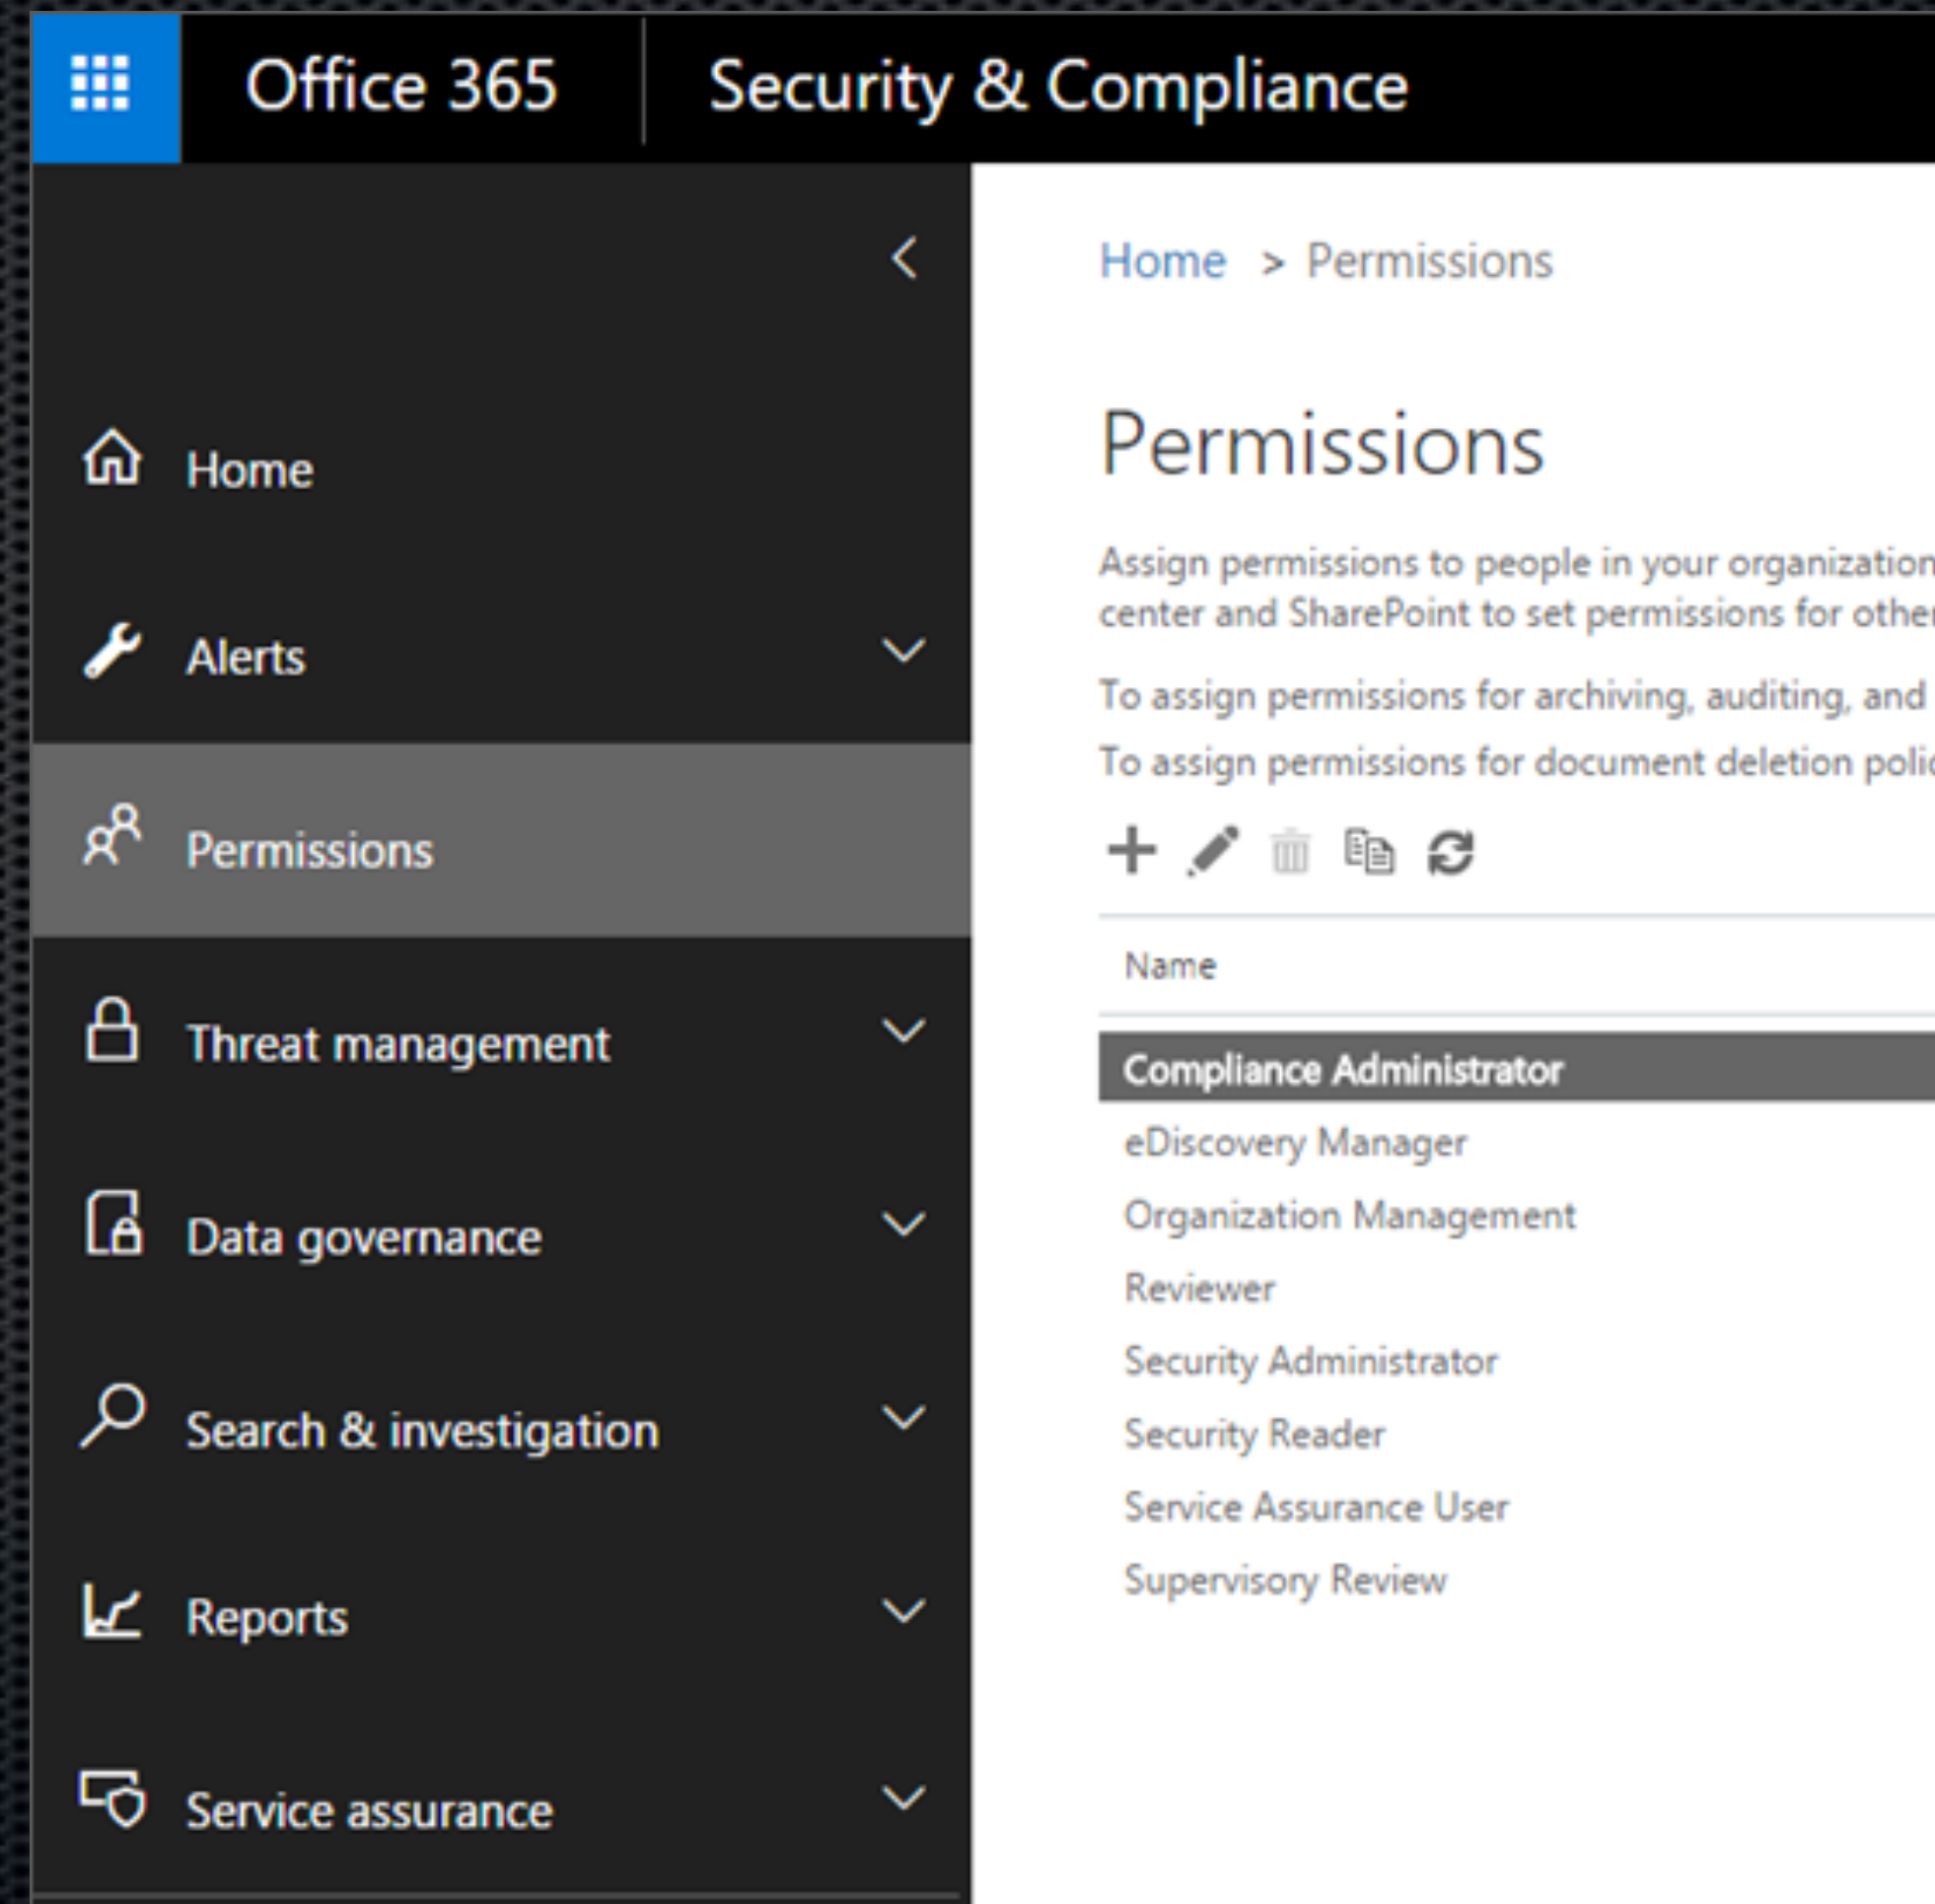 Office 365
Security & Compliance
Home
Alerts
Permissions
Threat management
Data governance
Search & investigation
Reports
Service assurance
Home > Permissions
Permissions
Assign permissions to people in your organization
center and SharePoint to set permissions for other
To assign permissions for archiving, auditing, and
To assign permissions for document deletion polic
Name
Compliance Administrator
eDiscovery Manager
Organization Management
Reviewer
Security Administrator
Security Reader
Service Assurance User
Supervisory Review